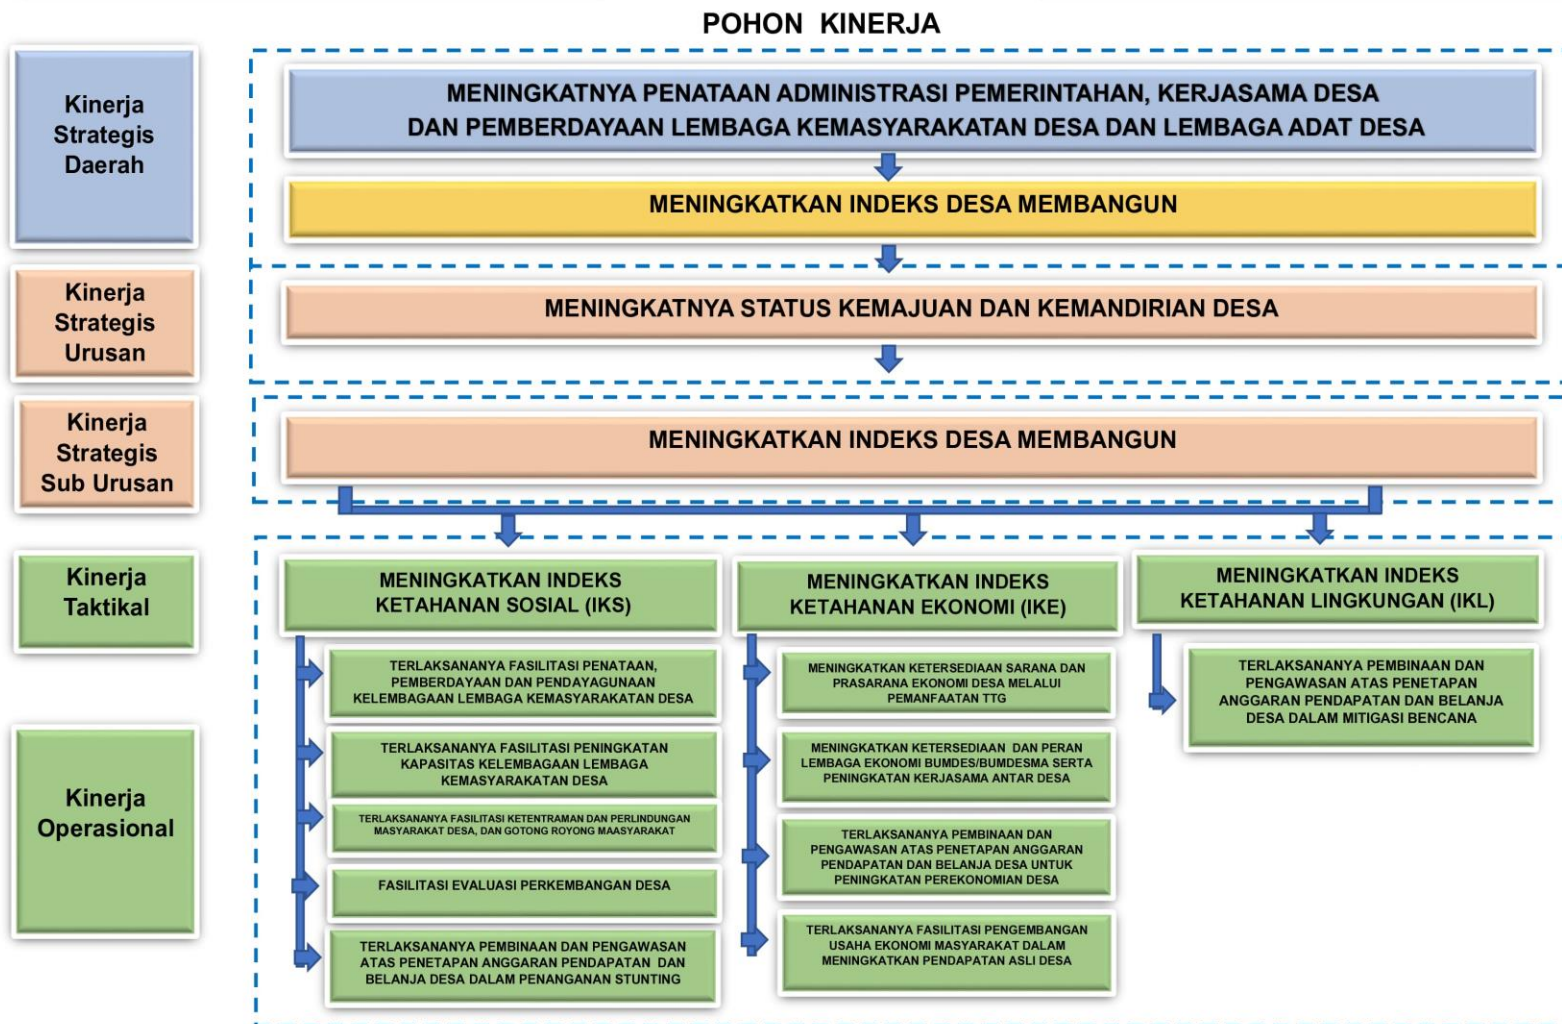 POHON KINERJA
Kinerja
Strategis
Daerah
MENINGKATNYA PENATAAN ADMINISTRASI PEMERINTAHAN, KERJASAMA DESA
DAN PEMBERDAYAAN LEMBAGA KEMASYARAKATAN DESA DAN LEMBAGA ADAT DESA
MENINGKATKAN INDEKS DESA MEMBANGUN
Kinerja
Strategis
Urusan
MENINGKATNYA STATUS KEMAJUAN DAN KEMANDIRIAN DESA
Kinerja
Strategis
Sub Urusan
MENINGKATKAN INDEKS DESA MEMBANGUN
Kinerja
Taktikal
MENINGKATKAN INDEKS
KETAHANAN SOSIAL (IKS)
MENINGKATKAN INDEKS
KETAHANAN EKONOMI (IKE)
MENINGKATKAN INDEKS
KETAHANAN LINGKUNGAN (IKL)
Kinerja
Operasional
TERLAKSANANYA FASILITASI PENATAAN,
PEMBERDAYAAN DAN PENDAYAGUNAAN
KELEMBAGAAN LEMBAGA KEMASYARAKATAN DESA
TERLAKSANANYA FASILITASI PENINGKATAN
KAPASITAS KELEMBAGAAN LEMBAGA
KEMASYARAKATAN DESA
TERLAKSANANYA FASILITASI KETENTRAMAN DAN PERLINDUNGAN
MASYARAKAT DESA, DAN GOTONG ROYONG MAASYARAKAT
FASILITASI EVALUASI PERKEMBANGAN DESA
TERLAKSANANYA PEMBINAAN DAN PENGAWASAN
ATAS PENETAPAN ANGGARAN PENDAPATAN DAN
BELANJA DESA DALAM PENANGANAN STUNTING
MENINGKATKAN KETERSEDIAAN SARANA DAN
PRASARANA EKONOMI DESA MELALUI
PEMANFAATAN TTG
MENINGKATKAN KETERSEDIAAN DAN PERAN
LEMBAGA EKONOMI BUMDES/BUMDESMA SERTA
PENINGKATAN KERJASAMA ANTAR DESA
TERLAKSANANYA PEMBINAAN DAN
PENGAWASAN ATAS PENETAPAN ANGGARAN
PENDAPATAN DAN BELANJA DESA UNTUK
PENINGKATAN PEREKONOMIAN DESA
TERLAKSANANYA FASILITASI PENGEMBANGAN
USAHA EKONOMI MASYARAKAT DALAM
MENINGKATKAN PENDAPATAN ASLI DESA
TERLAKSANANYA PEMBINAAN DAN
PENGAWASAN ATAS PENETAPAN
ANGGARAN PENDAPATAN DAN BELANJA
DESA DALAM MITIGASI BENCANA